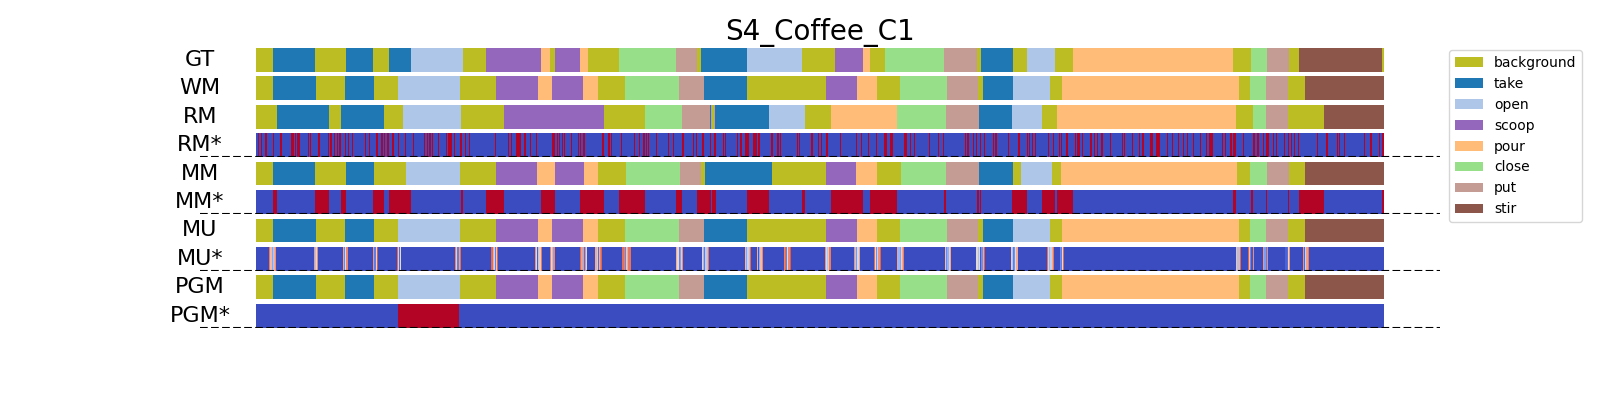 S4_Coffee_C1
GT
WM
RM
RM*
MM
MM*
MU
MU*
PGM
PGM*
background
take
open
scoop
pour
close
put
stir